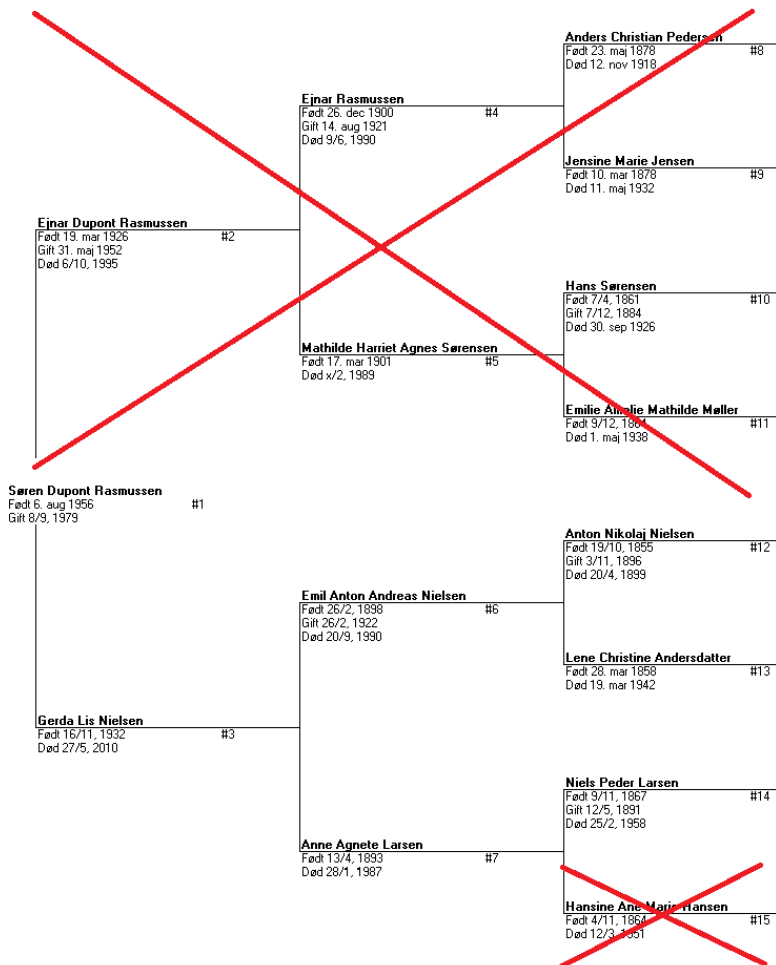 Anders Christian Pedersen
Født 23. maj 1878 #8
Død 12. nov 1918
Ejnar Rasmussen
Født 26. dec 1900 #4
Gift 14. aug 1921
Død 9/6, 1990
Jensine Marie Jensen
Født 10. mar 1878 #9
Død 11. maj 1932
Ejnar Dupont Rasmussen
Født 19. mar 1926 #2
Gift 31. maj 1952
Død 6/10, 1995
Hans Sørensen
Født 7/4, 1861 #10
Gift 7/12, 1884
Død 30. sep 1926
Mathilde Harriet Agnes Sørensen
Født 17. mar 1901 #5
Død x/2, 1989
Emilie Amalie Mathilde Møller
Født 9/12, 1864 #11
Død 1. maj 1938
Søren Dupont Rasmussen
Født 6. aug 1956 #1
Gift 8/9, 1979
Anton Nikolaj Nielsen
Født 19/10, 1855 #12
Gift 3/11, 1896
Død 20/4, 1899
Emil Anton Andreas Nielsen
Født 26/2, 1898 #6
Gift 26/2, 1922
Død 20/9, 1990
Lene Christine Andersdatter
Født 28. mar 1858 #13
Død 19. mar 1942
Gerda Lis Nielsen
Født 16/11, 1932 #3
Død 27/5, 2010
Niels Peder Larsen
Født 9/11, 1867 #14
Gift 12/5, 1891
Død 25/2, 1958
Anne Agnete Larsen
Født 13/4, 1893 #7
Død 28/1, 1987
Hansine Ane Marie Hansen
Født 4/11, 1864 #15
Død 12/3, 1951